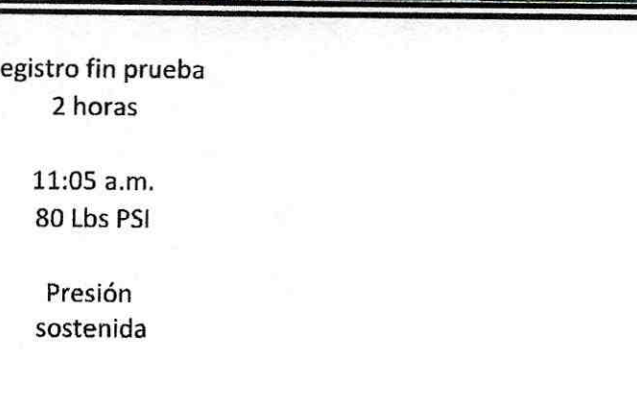 egistro fin prueba
2 horas
11:05 a.m.
80 Lbs PSI
Presión
sostenida